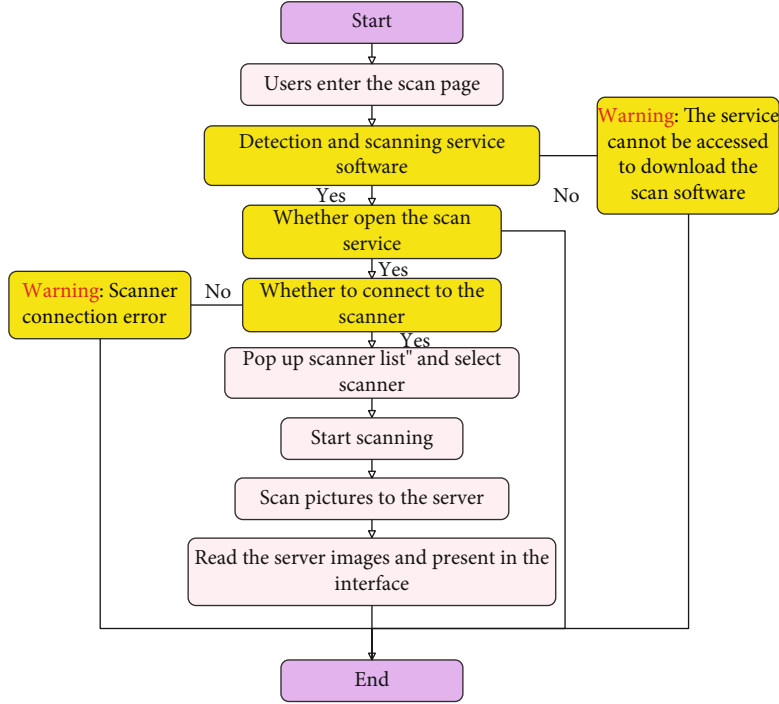 Start
Users enter the scan page
Detection and scanning service
software
Warning: The service
cannot be accessed
to download the
scan software
Yes
No
Whether open the scan
service
Yes
Warning: Scanner
connection error
No
Whether to connect to the
scanner
Yes
Pop up scanner list" and select
scanner
Start scanning
Scan pictures to the server
Read the server images and present in the
interface
End